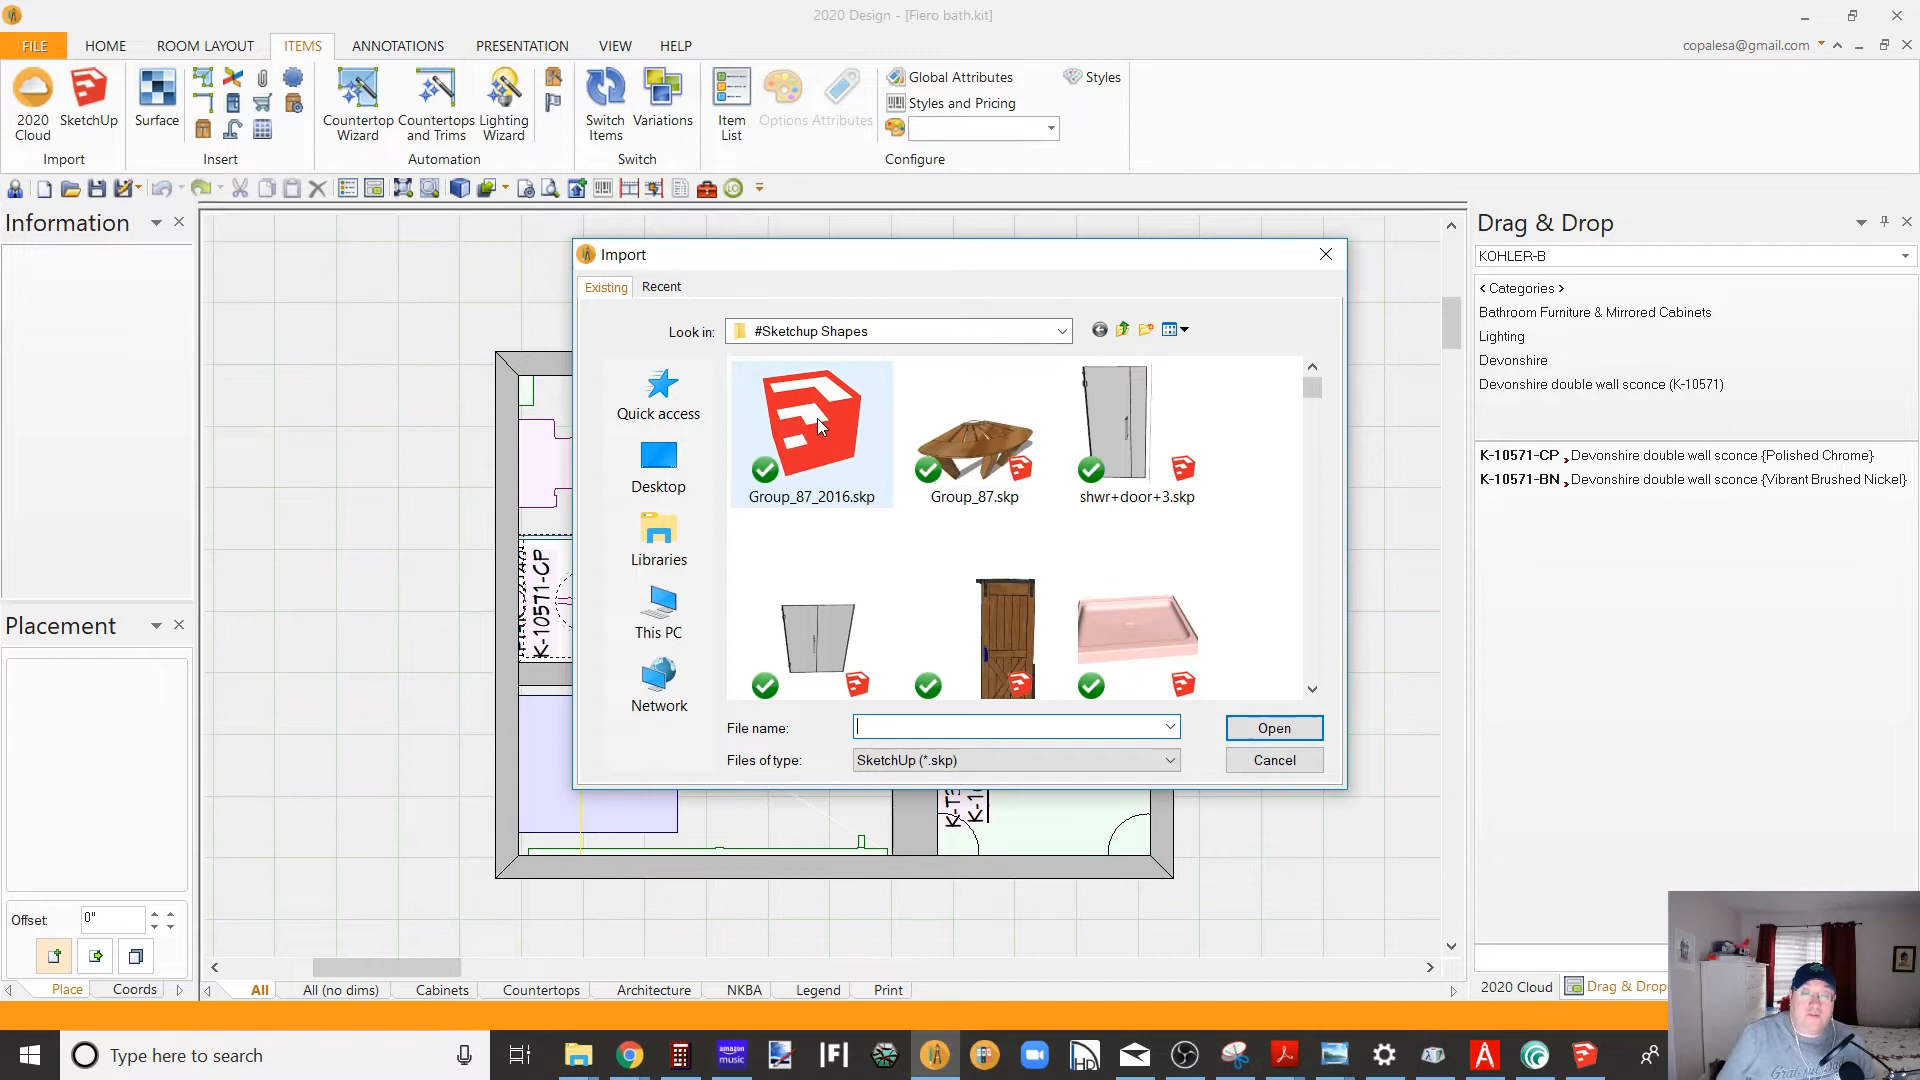 2020 Design - [Fiero bath.kit]
FILE
HOME
ROOM LAYOUT
ITEMS
ANNOTATIONS
PRESENTATION
VIEW
HELP
copalesa@gmail.com
2020 Cloud
SketchUp
Import
Surface
Insert
Countertop Wizard
Countertops and Trims
Lighting Wizard
Automation
Switch Items
Variations
Switch
Item List
Options
Attributes
Global Attributes
Styles and Pricing
Styles
Configure
Information
Placement
Offset:
0"
Place
Coords
Import
Existing
Recent
Look in:
#Sketchup Shapes
Quick access
Desktop
Libraries
This PC
Network
Group_87_2016.skp
Group_87.skp
shwr+door+3.skp
File name:
Open
Files of type:
SketchUp (*.skp)
Cancel
K-10571-CP
Drag & Drop
KOHLER-B
< Categories >
Bathroom Furniture & Mirrored Cabinets
Lighting
Devonshire
Devonshire double wall sconce (K-10571)
K-10571-CP Devonshire double wall sconce {Polished Chrome}
K-10571-BN Devonshire double wall sconce {Vibrant Brushed Nickel}
All
All (no dims)
Cabinets
Countertops
Architecture
NKBA
Legend
Print
2020 Cloud
Drag & Drop
Type here to search
amazon music